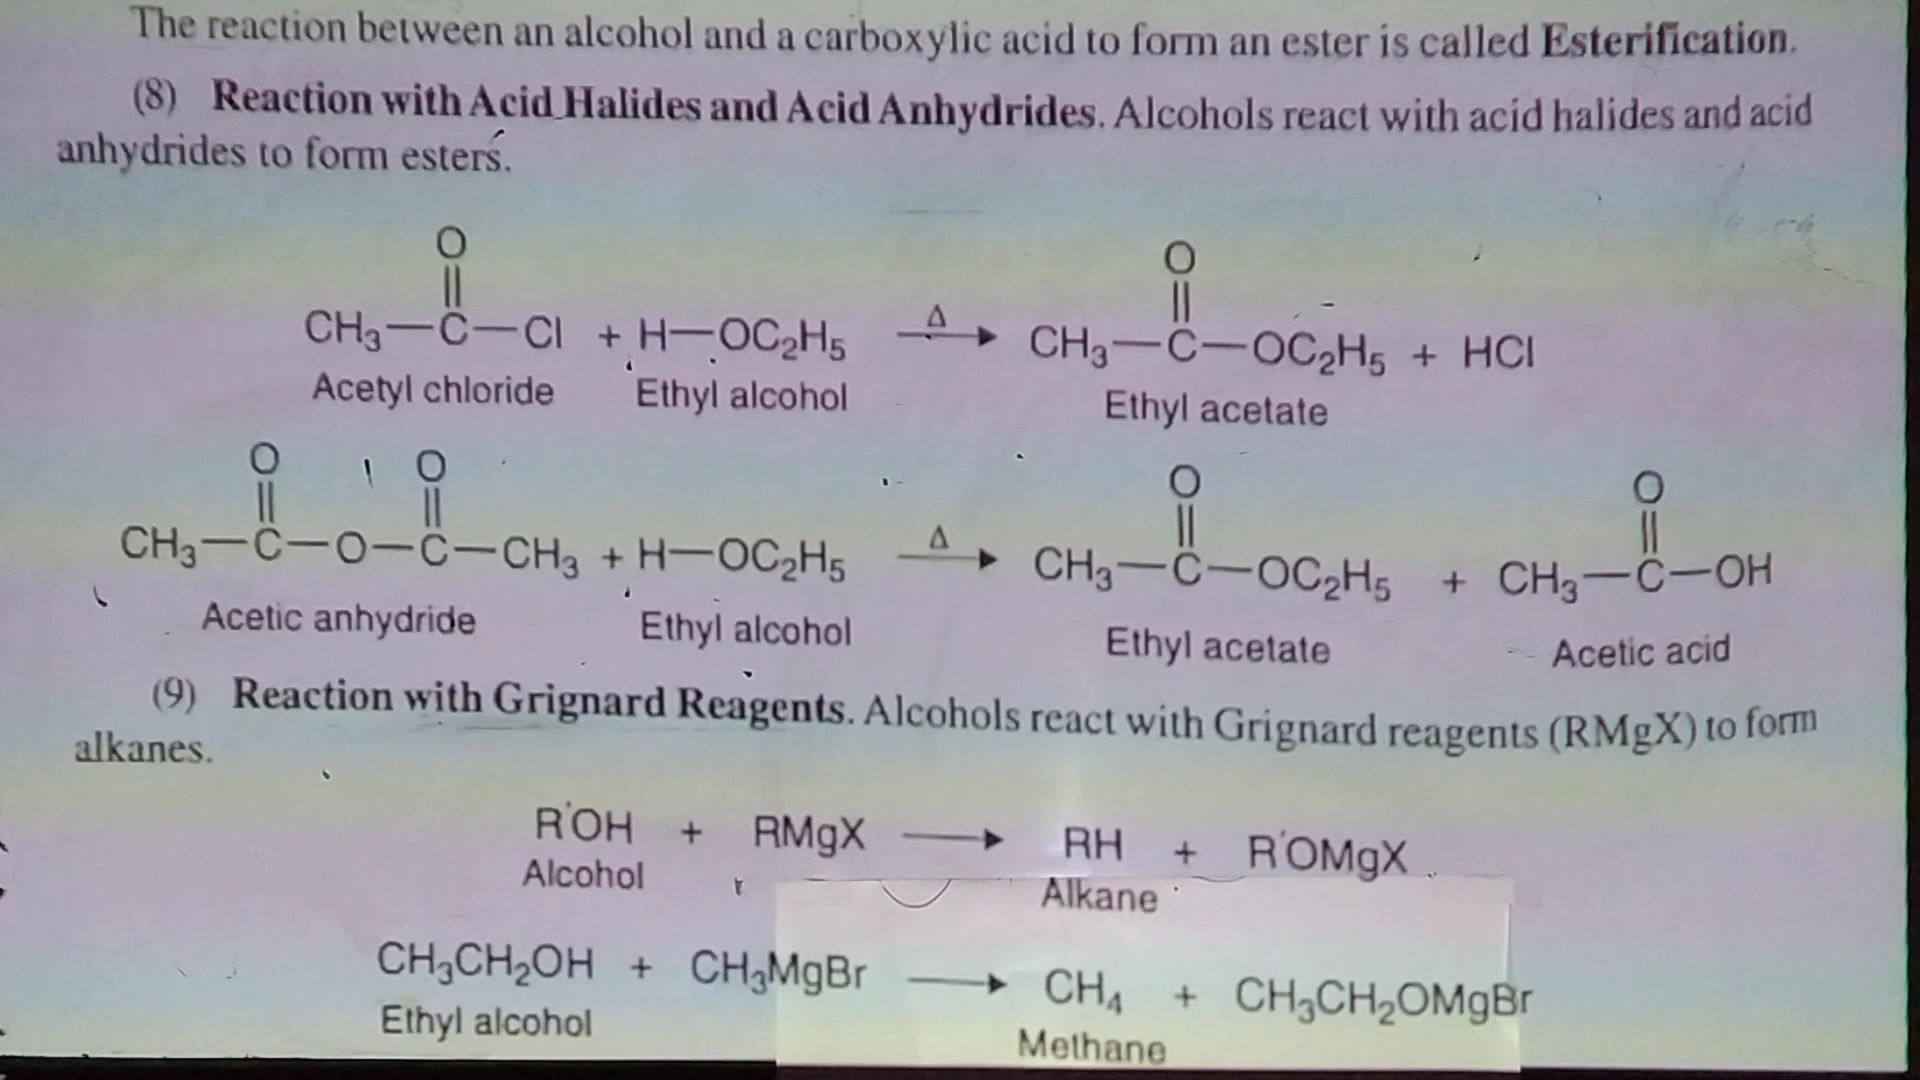 The reaction between an alcohol and a carboxylic acid to form an ester is called Esterification.
(8) Reaction with Acid Halides and Acid Anhydrides. Alcohols react with acid halides and acid
anhydrides to form esters.
O O
|| ||
CH₃—C—Cl + H—OC₂H₅ —Δ→ CH₃—C—OC₂H₅ + HCl
Acetyl chloride Ethyl alcohol Ethyl acetate
O O O O
|| || || ||
CH₃—C—O—C—CH₃ + H—OC₂H₅ —Δ→ CH₃—C—OC₂H₅ + CH₃—C—OH
Acetic anhydride Ethyl alcohol Ethyl acetate Acetic acid
(9) Reaction with Grignard Reagents. Alcohols react with Grignard reagents (RMgX) to form
alkanes.
R'OH + RMgX → RH + R'OMgX
Alcohol Alkane
CH₃CH₂OH + CH₃MgBr → CH₄ + CH₃CH₂OMgBr
Ethyl alcohol Methane